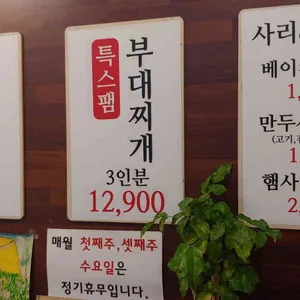 특스팸
부대찌개
3인분
12,900
매월 첫째주,셋째주
수요일은
정기휴무입니다.
사리
베이
1,
만두사
(고기,
1
햄사
2